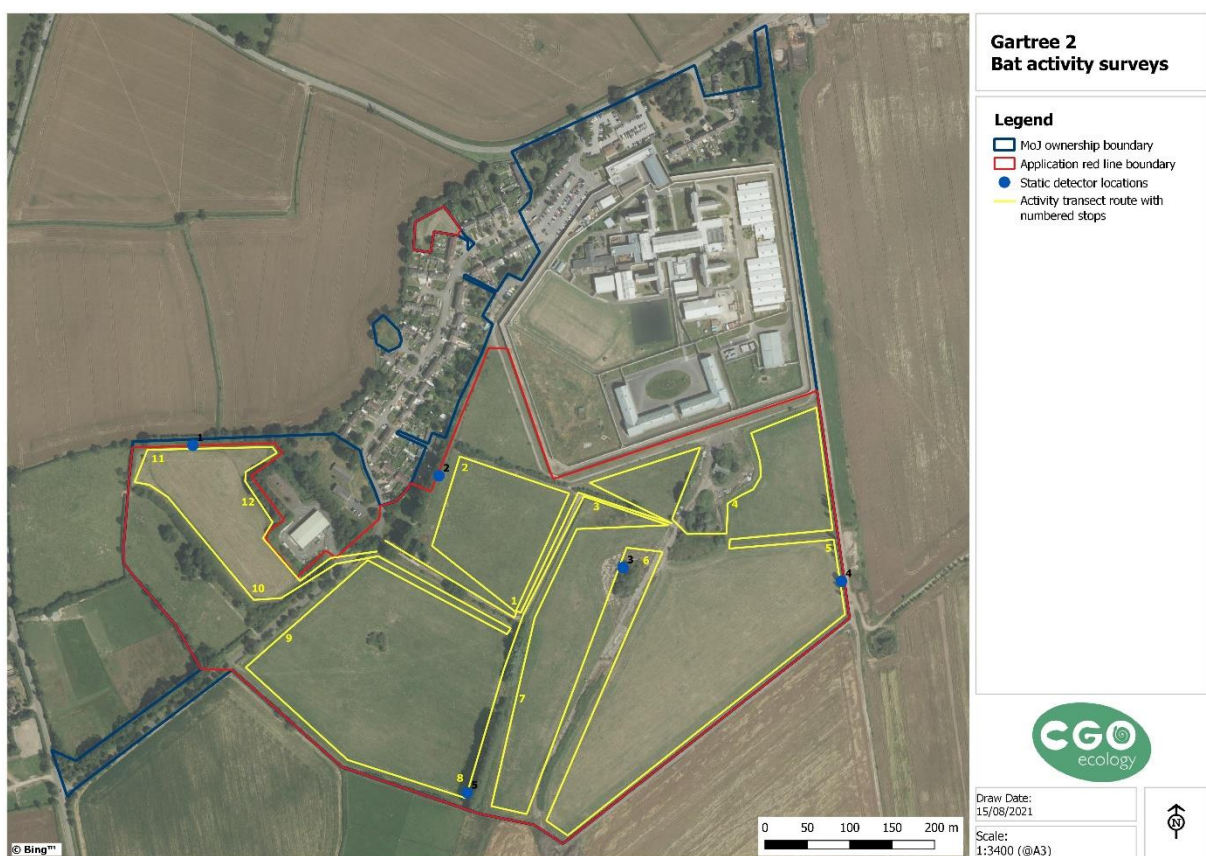 Gartree 2
Bat activity surveys
Legend
MoJ ownership boundary
Application red line boundary
Static detector locations
Activity transect route with
numbered stops
1
11
12
10
2
2
3
4
3
6
5
4
1
9
7
8
5
CGO
ecology
Draw Date:
15/08/2021
Scale:
1:3400 (@A3)
N
0 50 100 150 200 m
© Bing™